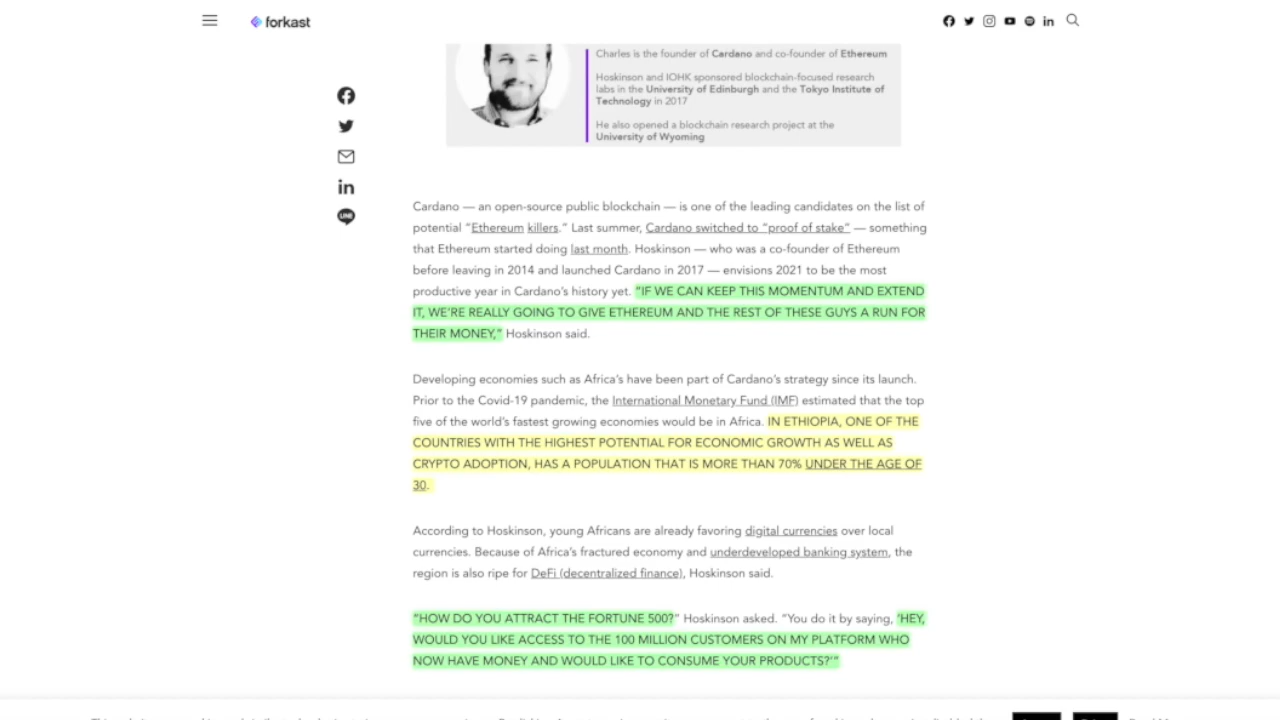 forkast
Charles is the founder of Cardano and co-founder of Ethereum
Hoskinson and IOHK sponsored blockchain-focused research
labs in the University of Edinburgh and the Tokyo Institute of
Technology in 2017
He also opened a blockchain research project at the
University of Wyoming
Cardano — an open-source public blockchain — is one of the leading candidates on the list of
potential “Ethereum killers.” Last summer, Cardano switched to “proof of stake” — something
that Ethereum started doing last month. Hoskinson — who was a co-founder of Ethereum
before leaving in 2014 and launched Cardano in 2017 — envisions 2021 to be the most
productive year in Cardano’s history yet. “IF WE CAN KEEP THIS MOMENTUM AND EXTEND
IT, WE’RE REALLY GOING TO GIVE ETHEREUM AND THE REST OF THESE GUYS A RUN FOR
THEIR MONEY,” Hoskinson said.
Developing economies such as Africa’s have been part of Cardano’s strategy since its launch.
Prior to the Covid-19 pandemic, the International Monetary Fund (IMF) estimated that the top
five of the world’s fastest growing economies would be in Africa. IN ETHIOPIA, ONE OF THE
COUNTRIES WITH THE HIGHEST POTENTIAL FOR ECONOMIC GROWTH AS WELL AS
CRYPTO ADOPTION, HAS A POPULATION THAT IS MORE THAN 70% UNDER THE AGE OF
30.
According to Hoskinson, young Africans are already favoring digital currencies over local
currencies. Because of Africa’s fractured economy and underdeveloped banking system, the
region is also ripe for DeFi (decentralized finance), Hoskinson said.
“HOW DO YOU ATTRACT THE FORTUNE 500?” Hoskinson asked. “You do it by saying, ‘HEY,
WOULD YOU LIKE ACCESS TO THE 100 MILLION CUSTOMERS ON MY PLATFORM WHO
NOW HAVE MONEY AND WOULD LIKE TO CONSUME YOUR PRODUCTS?’”